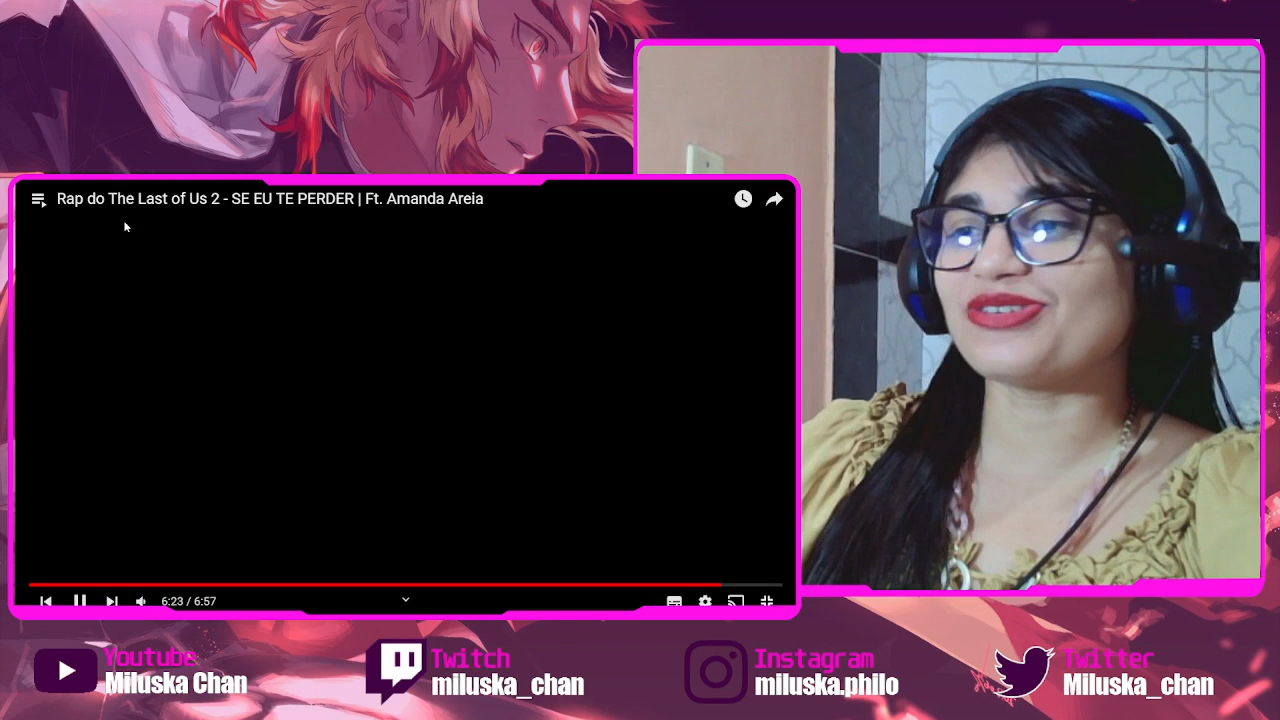 Rap do The Last of Us 2 - SE EU TE PERDER | Ft. Amanda Areia
6:23 / 6:57
Youtube
Miluska Chan
Twitch
miluska_chan
Instagram
miluska.philo
Twitter
Miluska_chan